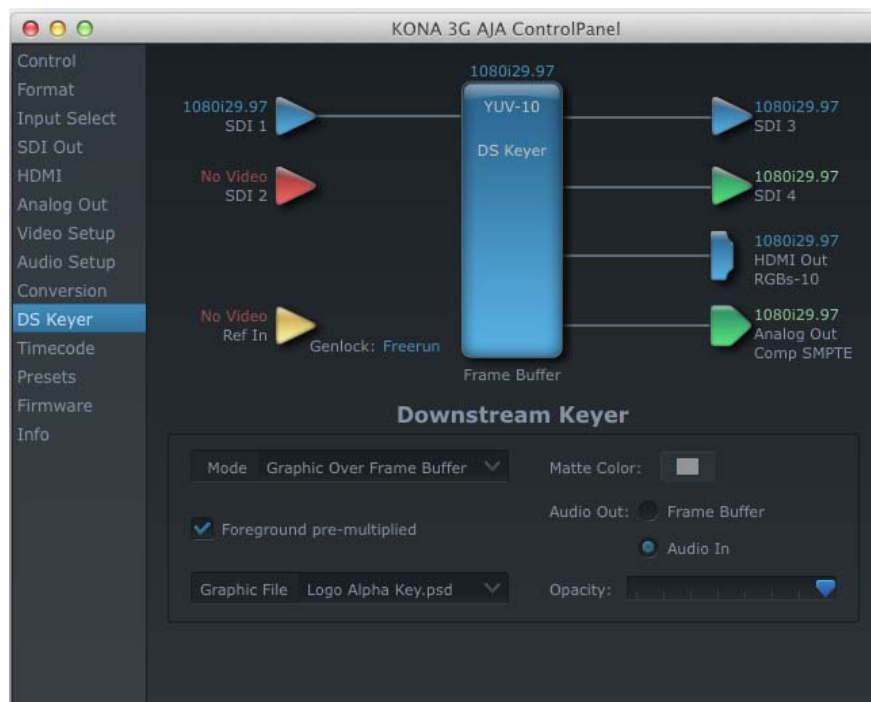 KONA 3G AJA ControlPanel
Control
Format
Input Select
SDI Out
HDMI
Analog Out
Video Setup
Audio Setup
Conversion
DS Keyer
Timecode
Presets
Firmware
Info
1080i29.97
1080i29.97
SDI 1
YUV-10
DS Keyer
1080i29.97
SDI 3
No Video
SDI 2
1080i29.97
SDI 4
1080i29.97
HDMI Out
RGBs-10
No Video
Ref In
Genlock: Freerun
1080i29.97
Analog Out
Comp SMPTE
Frame Buffer
Downstream Keyer
Mode Graphic Over Frame Buffer
Matte Color:
Foreground pre-multiplied
Audio Out: Frame Buffer
Audio In
Graphic File Logo Alpha Key.psd
Opacity: